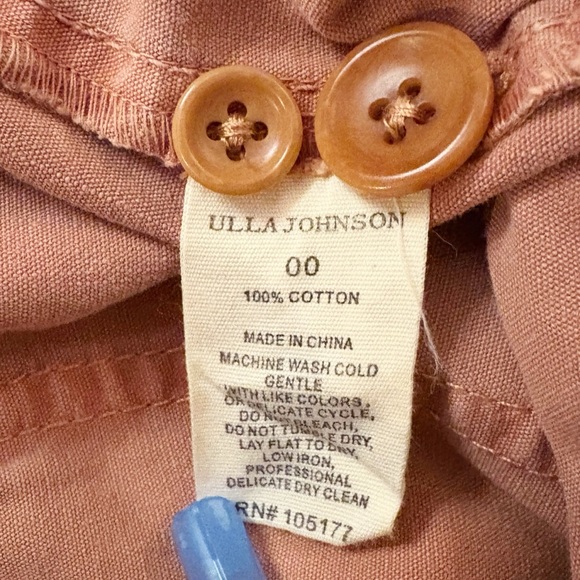 ULLA JOHNSON
00
100% COTTON
MADE IN CHINA
MACHINE WASH COLD
GENTLE
WITH LIKE COLORS,
OR DELICATE CYCLE,
DO NOT BLEACH,
DO NOT TUMBLE DRY,
LAY FLAT TO DRY,
LOW IRON,
PROFESSIONAL
DELICATE DRY CLEAN
RN# 105177